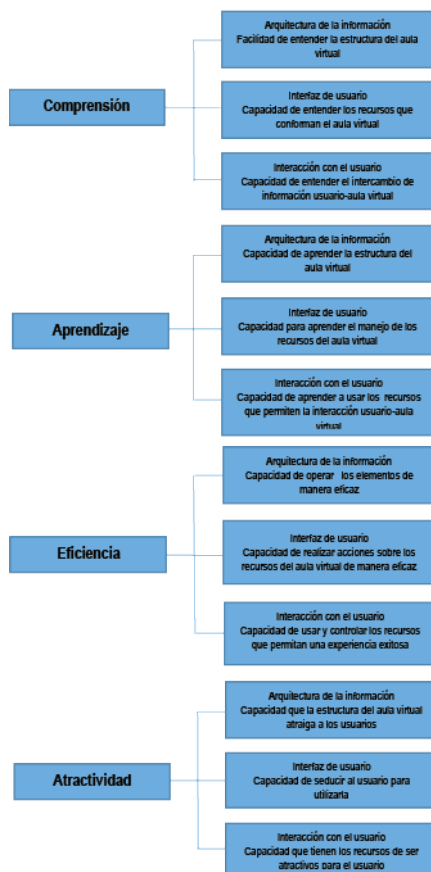 Comprensión
Arquitectura de la información
Facilidad de entender la estructura del aula
virtual
Interfaz de usuario
Capacidad de entender los recursos que
conforman el aula virtual
Interacción con el usuario
Capacidad de entender el intercambio de
información usuario-aula virtual
Aprendizaje
Arquitectura de la información
Capacidad de aprender la estructura del
aula virtual
Interfaz de usuario
Capacidad para aprender el manejo de los
recursos del aula virtual
Interacción con el usuario
Capacidad de aprender a usar los recursos
que permiten la interacción usuario-aula
virtual
Eficiencia
Arquitectura de la información
Capacidad de operar los elementos de
manera eficaz
Interfaz de usuario
Capacidad de realizar acciones sobre los
recursos del aula virtual de manera eficaz
Interacción con el usuario
Capacidad de usar y controlar los recursos
que permitan una experiencia exitosa
Atractividad
Arquitectura de la información
Capacidad que la estructura del aula virtual
atraiga a los usuarios
Interfaz de usuario
Capacidad de seducir al usuario para
utilizarla
Interacción con el usuario
Capacidad que tienen los recursos de ser
atractivos para el usuario